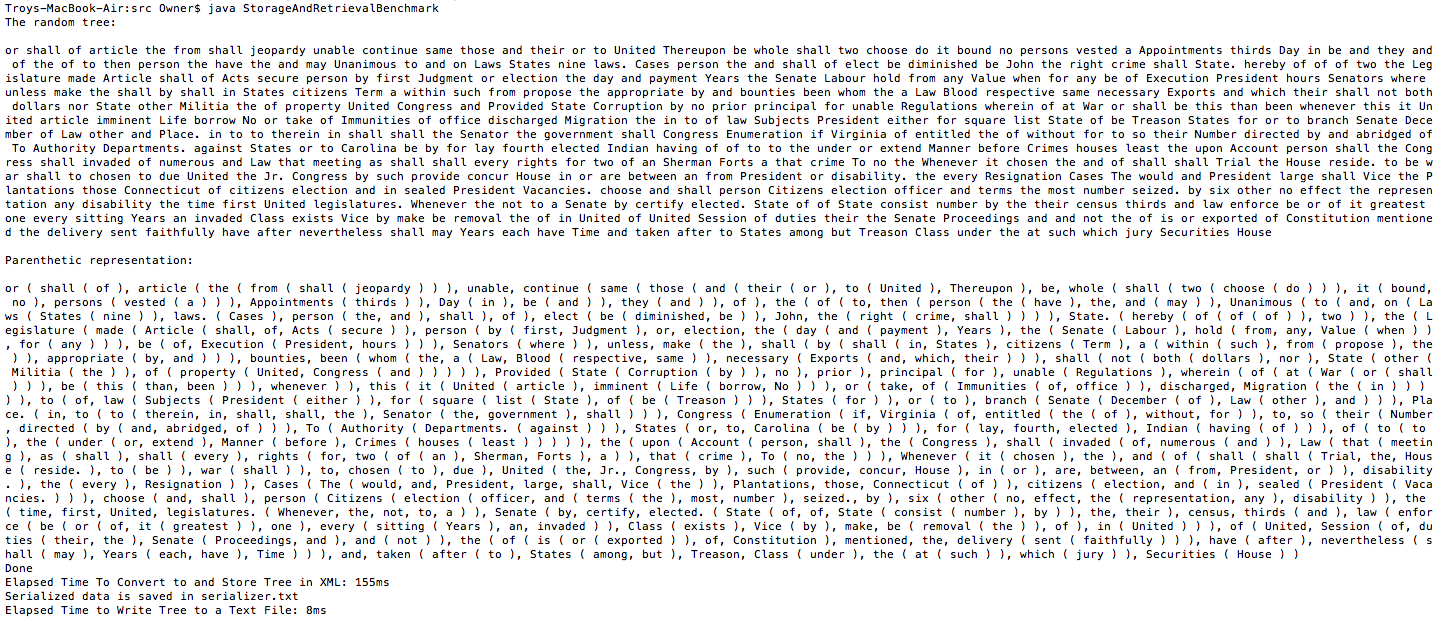 Troys-MacBook-Air:src Owner$ java StorageAndRetrievalBenchmark
The random tree:
or shall of article the from shall jeopardy unable continue same those and their or to United Thereupon be whole shall two choose do it bound no persons vested a Appointments thirds Day in be and they and
of the of to then person the have the and may Unanimous to and on Laws States nine laws. Cases person the and shall of elect be diminished be John the right crime shall State. hereby of of of two the Leg
islature made Article shall of Acts secure person by first Judgment or election the day and payment Years the Senate Labour hold from any Value when for any be of Execution President hours Senators where
unless make the shall by shall in States citizens Term a within such from propose the appropriate by and bounties been whom the a Law Blood respective same necessary Exports and which their shall not both
dollars nor State other Militia the of property United Congress and Provided State Corruption by no prior principal for unable Regulations wherein of at War or shall be this than been whenever this it Un
ited article imminent Life borrow No or take of Immunities of office discharged Migration the in to of law Subjects President either for square list State of be Treason States for or to branch Senate Dece
mber of Law other and Place. in to to therein in shall shall the Senator the government shall Congress Enumeration if Virginia of entitled the of without for to so their Number directed by and abridged of
To Authority Departments. against States or to Carolina be by for lay fourth elected Indian having of of to to the under or extend Manner before Crimes houses least the upon Account person shall the Cong
ress shall invaded of numerous and Law that meeting as shall shall every rights for two of an Sherman Forts a that crime To no the Whenever it chosen the and of shall shall Trial the House reside. to be w
ar shall to chosen to due United the Jr. Congress by such provide concur House in or are between an from President or disability. the every Resignation Cases The would and President large shall Vice the P
lantations those Connecticut of citizens election and in sealed President Vacancies. choose and shall person Citizens election officer and terms the most number seized. by six other no effect the represen
tation any disability the time first United legislatures. Whenever the not to a Senate by certify elected. State of of State consist number by the their census thirds and law enforce be or of it greatest
one every sitting Years an invaded Class exists Vice by make be removal the of in United of United Session of duties their the Senate Proceedings and and not the of is or exported of Constitution mentione
d the delivery sent faithfully have after nevertheless shall may Years each have Time and taken after to States among but Treason Class under the at such which jury Securities House
Parenthetic representation:
or ( shall ( of ), article ( the ( from ( shall ( jeopardy ) ) ), unable, continue ( same ( those ( and ( their ( or ), to ( United ), Thereupon ), be, whole ( shall ( two ( choose ( do ) ) ), it ( bound,
no ), persons ( vested ( a ) ) ), Appointments ( thirds ) ), Day ( in ), be ( and ) ), they ( and ) ), of ), the ( of ( to, then ( person ( the ( have ), the, and ( may ) ), Unanimous ( to ( and, on ( La
ws ( States ( nine ) ), laws. ( Cases ), person ( the, and ), shall ), of ), elect ( be ( diminished, be ) ), John, the ( right ( crime, shall ) ) ) ), State. ( hereby ( of ( of ( of ), two ) ), the ( L
egislature ( made ( Article ( shall, of, Acts ( secure ) ), person ( by ( first, Judgment ), or, election, the ( day ( and ( payment ), Years ), the ( Senate ( Labour ), hold ( from, any, Value ( when ) )
, for ( any ) ) ), be ( of, Execution ( President, hours ) ) ), Senators ( where ) ), unless, make ( the ), shall ( by ( shall ( in, States ), citizens ( Term ), a ( within ( such ), from ( propose ), the
) ), appropriate ( by, and ) ) ), bounties, been ( whom ( the, a ( Law, Blood ( respective, same ) ), necessary ( Exports ( and, which, their ) ) ), shall ( not ( both ( dollars ), nor ), State ( other (
Militia ( the ) ), of ( property ( United, Congress ( and ) ) ) ) ), Provided ( State ( Corruption ( by ) ), no ), prior ), principal ( for ), unable ( Regulations ), wherein ( of ( at ( War ( or ( shall
) ) ) ), be ( this ( than, been ) ) ), whenever ) ), this ( it ( United ( article ), imminent ( Life ( borrow, No ) ) ), or ( take, of ( Immunities ( of, office ) ), discharged, Migration ( the ( in ) ) )
) ), to ( of, law ( Subjects ( President ( either ) ), for ( square ( list ( State ), of ( be ( Treason ) ) ), States ( for ) ), or ( to ), branch ( Senate ( December ( of ), Law ( other ), and ) ) ), Pla
ce. ( in, to ( to ( therein, in, shall, shall, the ), Senator ( the, government ), shall ) ) ), Congress ( Enumeration ( if, Virginia ( of, entitled ( the ( of ), without, for ) ), to, so ( their ( Number
, directed ( by ( and, abridged, of ) ) ), To ( Authority ( Departments. ( against ) ) ), States ( or, to, Carolina ( be ( by ) ) ), for ( lay, fourth, elected ), Indian ( having ( of ) ) ), of ( to ( to
), the ( under ( or, extend ), Manner ( before ), Crimes ( houses ( least ) ) ) ) ), the ( upon ( Account ( person, shall ), the ( Congress ), shall ( invaded ( of, numerous ( and ) ), Law ( that ( meetin
g ), as ( shall ), shall ( every ), rights ( for, two ( of ( an ), Sherman, Forts ), a ) ), that ( crime ), To ( no, the ) ) ), Whenever ( it ( chosen ), the ), and ( of ( shall ( shall ( Trial, the, Hous
e ( reside. ), to ( be ) ), war ( shall ) ), to, chosen ( to ), due ), United ( the, Jr., Congress, by ), such ( provide, concur, House ), in ( or ), are, between, an ( from, President, or ) ), disability
. ), the ( every ), Resignation ) ), Cases ( The ( would, and, President, large, shall, Vice ( the ) ), Plantations, those, Connecticut ( of ) ), citizens ( election, and ( in ), sealed ( President ( Vaca
ncies. ) ) ), choose ( and, shall ), person ( Citizens ( election ( officer, and ( terms ( the ), most, number ), seized., by ), six ( other ( no, effect, the ( representation, any ), disability ) ), the
( time, first, United, legislatures. ( Whenever, the, not, to, a ) ), Senate ( by, certify, elected. ( State ( of, of, State ( consist ( number ), by ) ), the, their ), census, thirds ( and ), law ( enfor
ce ( be ( or ( of, it ( greatest ) ), one ), every ( sitting ( Years ), an, invaded ) ), Class ( exists ), Vice ( by ), make, be ( removal ( the ) ), of ), in ( United ) ) ), of ( United, Session ( of, du
ties ( their, the ), Senate ( Proceedings, and ), and ( not ) ), the ( of ( is ( or ( exported ) ), of, Constitution ), mentioned, the, delivery ( sent ( faithfully ) ) ), have ( after ), nevertheless ( s
hall ( may ), Years ( each, have ), Time ) ) ), and, taken ( after ( to ), States ( among, but ), Treason, Class ( under ), the ( at ( such ) ), which ( jury ) ), Securities ( House ) )
Done
Elapsed Time To Convert to and Store Tree in XML: 155ms
Serialized data is saved in serializer.txt
Elapsed Time to Write Tree to a Text File: 8ms